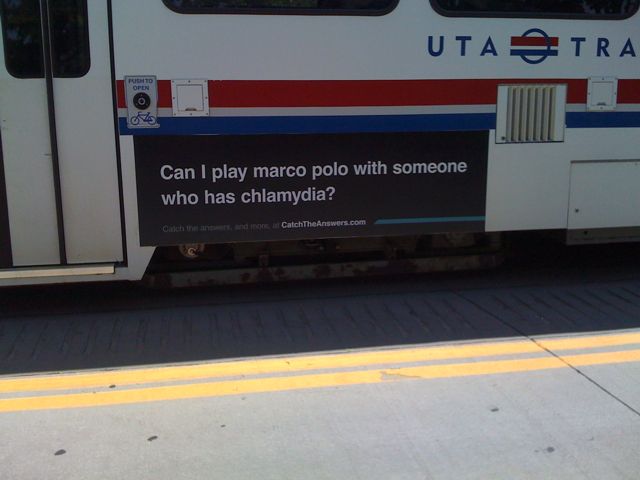 UTA TRA
PUSH TO
OPEN
Can I play marco polo with someone
who has chlamydia?
Catch the answers, and more, at CatchTheAnswers.com